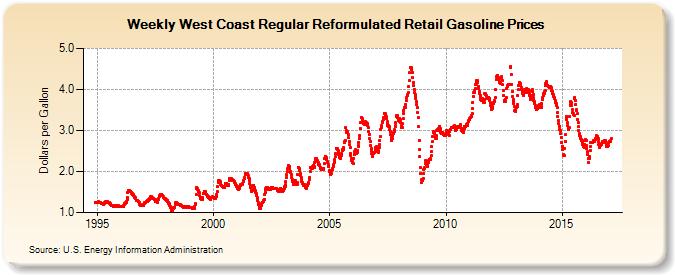 Weekly West Coast Regular Reformulated Retail Gasoline Prices
Dollars per Gallon
5.0
4.0
3.0
2.0
1.0
1995 2000 2005 2010 2015
Source: U.S. Energy Information Administration